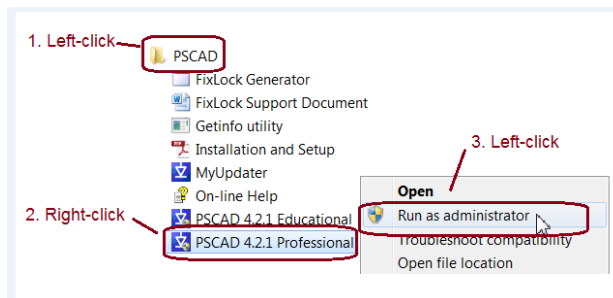 1. Left-click
PSCAD
FixLock Generator
FixLock Support Document
Getinfo utility
Installation and Setup
3. Left-click
MyUpdater
On-line Help
Open
2. Right-click
PSCAD 4.2.1 Educational
Run as administrator
PSCAD 4.2.1 Professional
Troubleshoot compatibility
Open file location